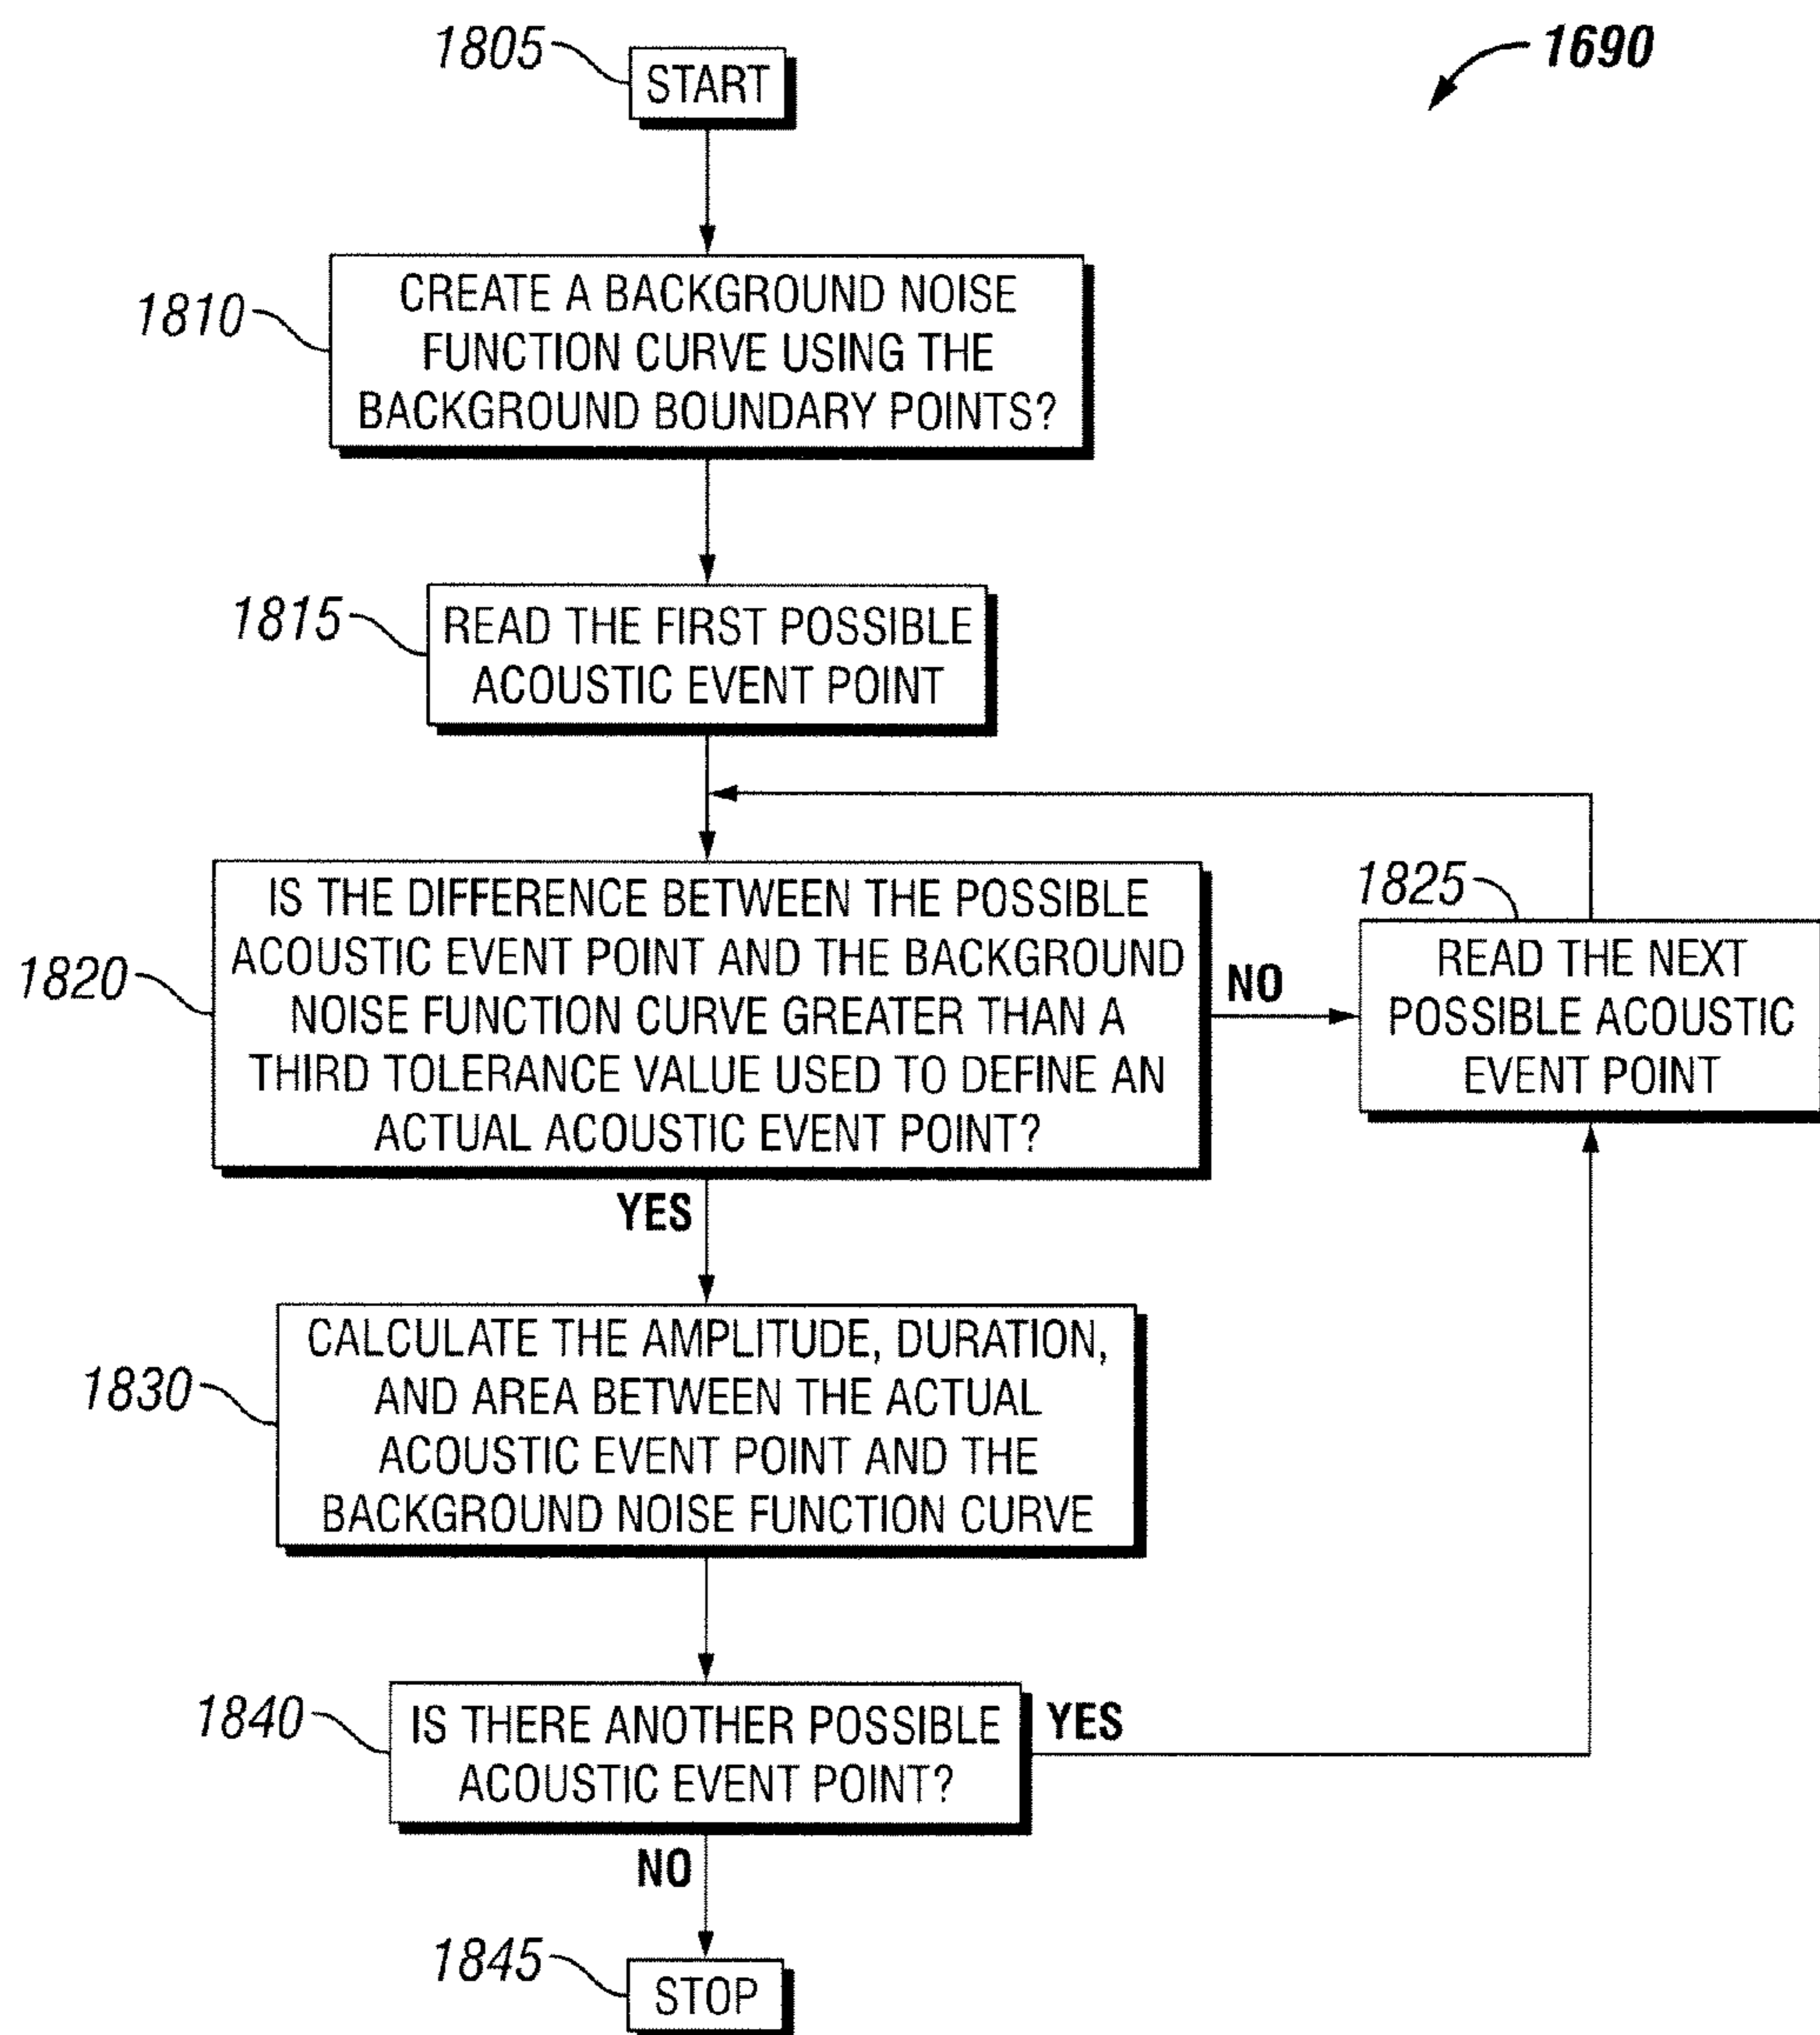 1690
1805
START
1810
CREATE A BACKGROUND NOISE
FUNCTION CURVE USING THE
BACKGROUND BOUNDARY POINTS?
1815
READ THE FIRST POSSIBLE
ACOUSTIC EVENT POINT
1820
IS THE DIFFERENCE BETWEEN THE POSSIBLE
ACOUSTIC EVENT POINT AND THE BACKGROUND
NOISE FUNCTION CURVE GREATER THAN A
THIRD TOLERANCE VALUE USED TO DEFINE AN
ACTUAL ACOUSTIC EVENT POINT?
NO
1825
READ THE NEXT
POSSIBLE ACOUSTIC
EVENT POINT
YES
1830
CALCULATE THE AMPLITUDE, DURATION,
AND AREA BETWEEN THE ACTUAL
ACOUSTIC EVENT POINT AND THE
BACKGROUND NOISE FUNCTION CURVE
1840
IS THERE ANOTHER POSSIBLE
ACOUSTIC EVENT POINT?
YES
NO
1845
STOP